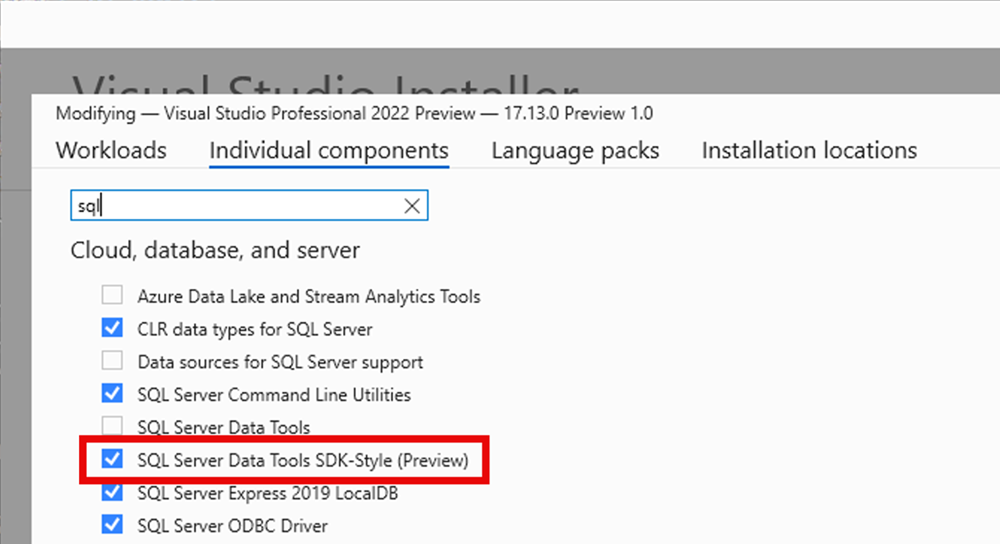 Visual Studio Installer
Modifying — Visual Studio Professional 2022 Preview — 17.13.0 Preview 1.0
Workloads Individual components Language packs Installation locations
sql
Cloud, database, and server
Azure Data Lake and Stream Analytics Tools
CLR data types for SQL Server
Data sources for SQL Server support
SQL Server Command Line Utilities
SQL Server Data Tools
SQL Server Data Tools SDK-Style (Preview)
SQL Server Express 2019 LocalDB
SQL Server ODBC Driver